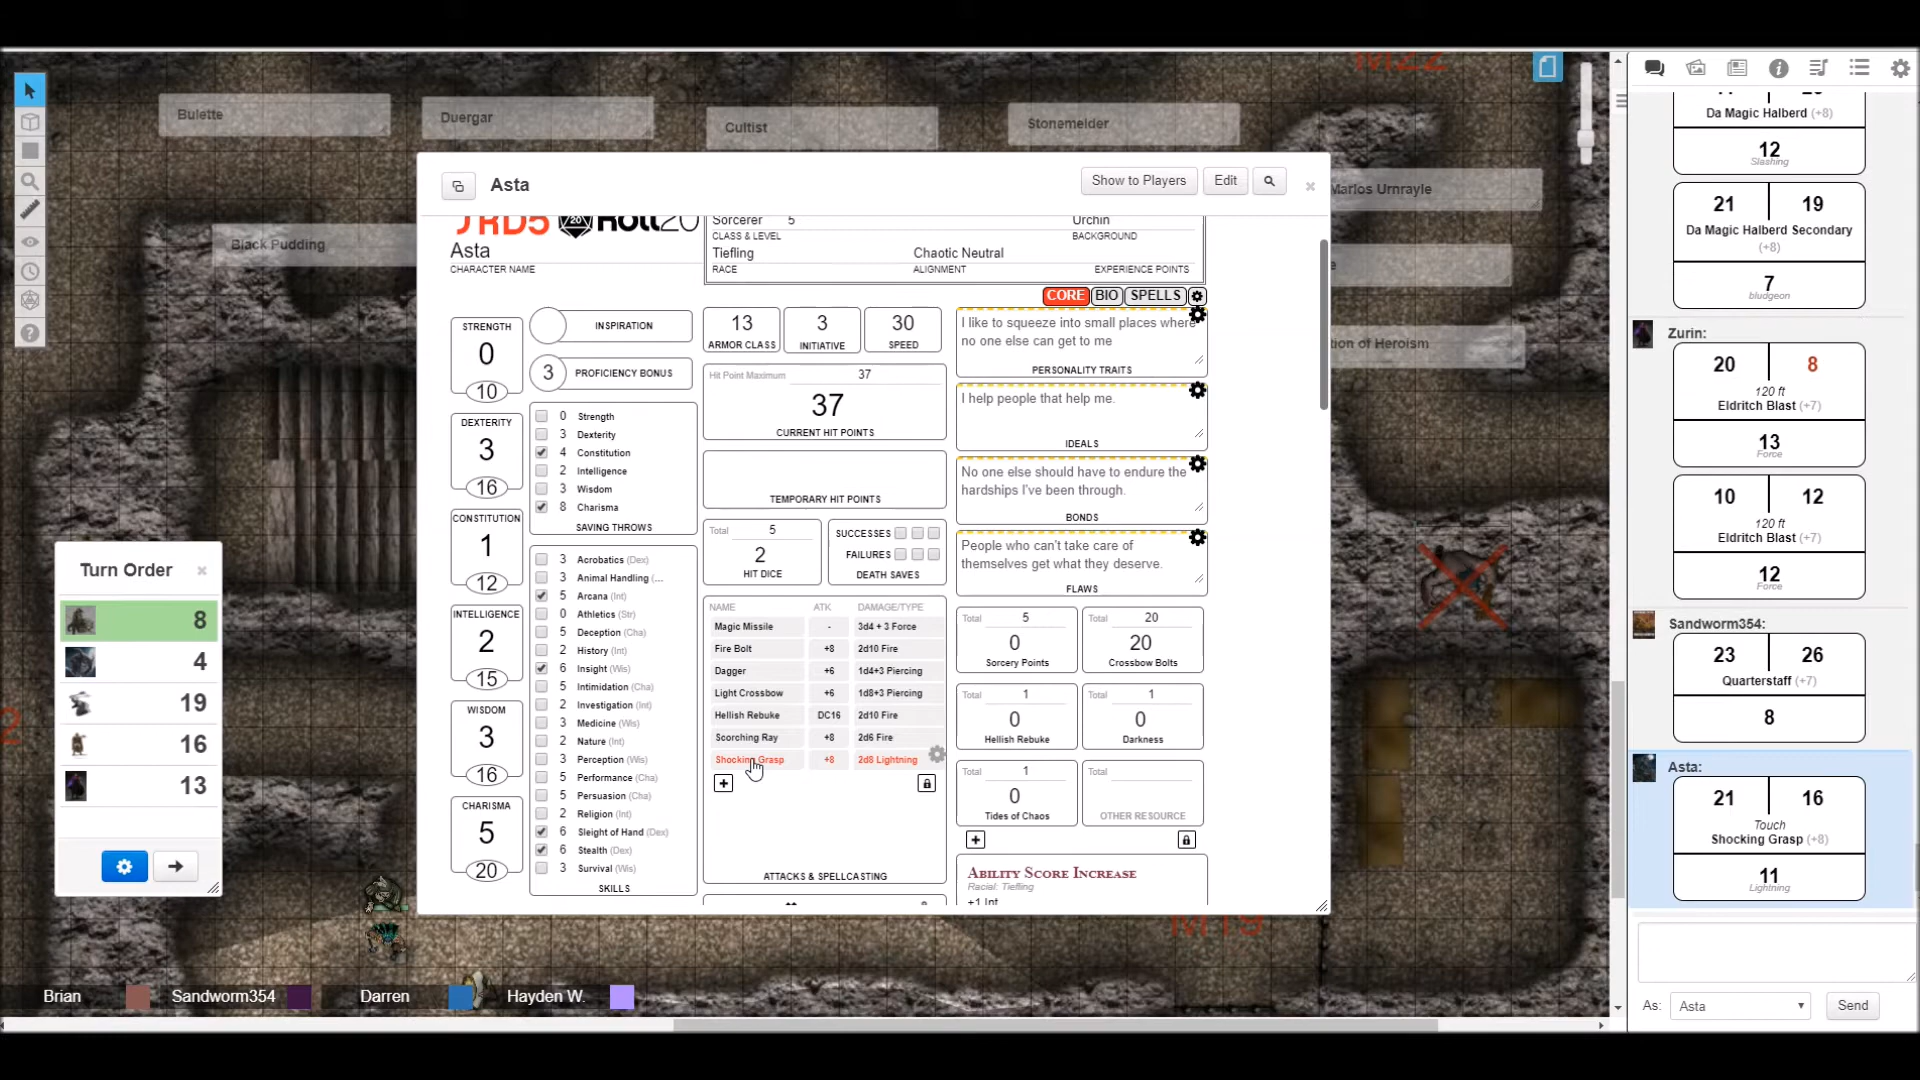 M22
Bulette
Duergar
Cultist
Stonemelder
Marlos Urnrayle
Black Pudding
tion of Heroism
Asta
Show to Players
Edit
JRD5 Roll20
Asta
CHARACTER NAME
Sorcerer 5
CLASS & LEVEL
Urchin
BACKGROUND
Tiefling
RACE
Chaotic Neutral
ALIGNMENT
EXPERIENCE POINTS
CORE BIO SPELLS
STRENGTH
0
10
DEXTERITY
3
16
CONSTITUTION
1
12
INTELLIGENCE
2
15
WISDOM
3
16
CHARISMA
5
20
INSPIRATION
3 PROFICIENCY BONUS
0 Strength
3 Dexterity
4 Constitution
2 Intelligence
3 Wisdom
8 Charisma
SAVING THROWS
3 Acrobatics (Dex)
3 Animal Handling (...
5 Arcana (Int)
0 Athletics (Str)
5 Deception (Cha)
2 History (Int)
6 Insight (Wis)
5 Intimidation (Cha)
2 Investigation (Int)
3 Medicine (Wis)
2 Nature (Int)
3 Perception (Wis)
5 Performance (Cha)
5 Persuasion (Cha)
2 Religion (Int)
6 Sleight of Hand (Dex)
6 Stealth (Dex)
3 Survival (Wis)
SKILLS
13
ARMOR CLASS
3
INITIATIVE
30
SPEED
Hit Point Maximum 37
37
CURRENT HIT POINTS
TEMPORARY HIT POINTS
Total 5
2
HIT DICE
SUCCESSES
FAILURES
DEATH SAVES
NAME ATK DAMAGE/TYPE
Magic Missile - 3d4 + 3 Force
Fire Bolt +8 2d10 Fire
Dagger +6 1d4+3 Piercing
Light Crossbow +6 1d8+3 Piercing
Hellish Rebuke DC16 2d10 Fire
Scorching Ray +8 2d6 Fire
Shocking Grasp +8 2d8 Lightning
ATTACKS & SPELLCASTING
I like to squeeze into small places where
no one else can get to me
PERSONALITY TRAITS
I help people that help me.
IDEALS
No one else should have to endure the
hardships I've been through.
BONDS
People who can't take care of
themselves get what they deserve.
FLAWS
Total 5
0
Sorcery Points
Total 20
20
Crossbow Bolts
Total 1
0
Hellish Rebuke
Total 1
0
Darkness
Total 1
0
Tides of Chaos
Total
OTHER RESOURCE
ABILITY SCORE INCREASE
Racial: Tiefling
+1 Int
Turn Order
8
4
19
16
13
M19
Brian
Sandworm354
Darren
Hayden W.
Da Magic Halberd (+8)
12
Slashing
21 19
Da Magic Halberd Secondary
(+8)
7
bludgeon
Zurin:
20 8
120 ft
Eldritch Blast (+7)
13
Force
10 12
120 ft
Eldritch Blast (+7)
12
Force
Sandworm354:
23 26
Quarterstaff (+7)
8
Asta:
21 16
Touch
Shocking Grasp (+8)
11
Lightning
As: Asta
Send